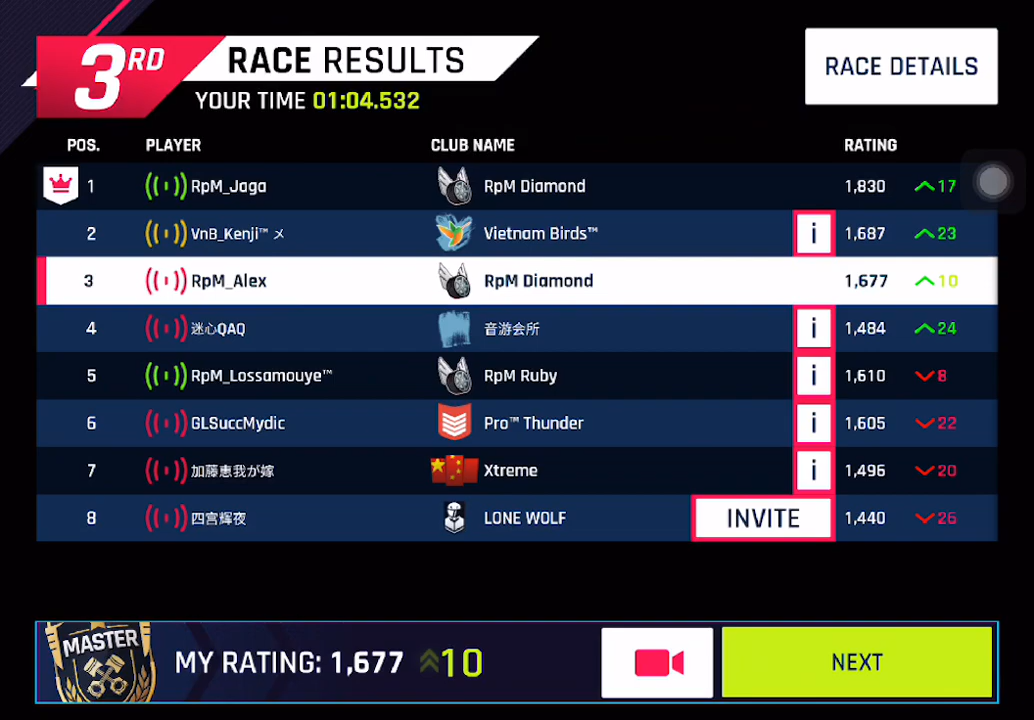 3RD
RACE RESULTS
YOUR TIME 01:04.532
RACE DETAILS
POS. PLAYER CLUB NAME RATING
1 RpM_Jaga RpM Diamond 1,830 17
2 VnB_Kenji™ メ Vietnam Birds™ i 1,687 23
3 RpM_Alex RpM Diamond 1,677 10
4 迷心QAQ 音游会所 i 1,484 24
5 RpM_Lossamouye™ RpM Ruby i 1,610 8
6 GLSuccMydic Pro™ Thunder i 1,605 22
7 加藤恵我が嫁 Xtreme i 1,496 20
8 四宫辉夜 LONE WOLF INVITE 1,440 26
MASTER
MY RATING: 1,677 10
NEXT